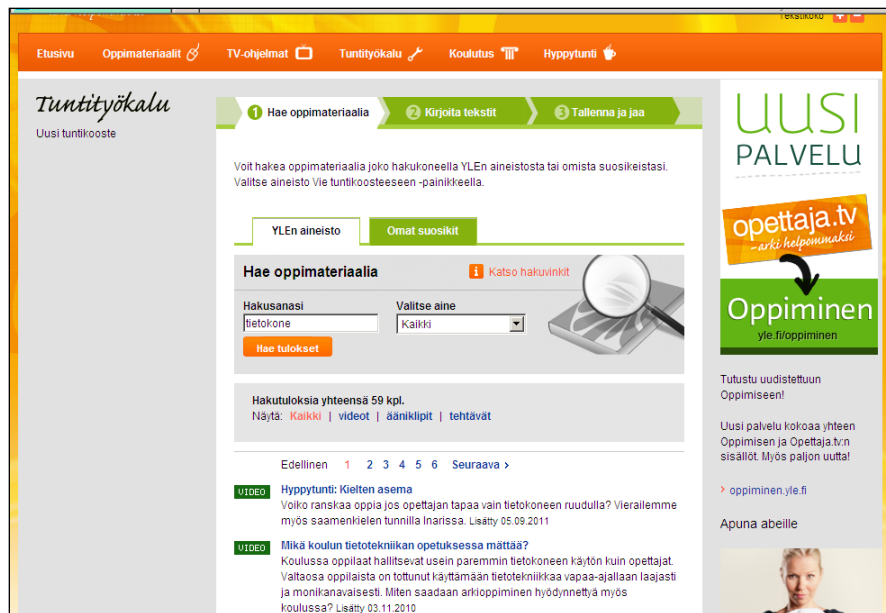 Tekstikoko + -
Etusivu Oppimateriaalit TV-ohjelmat Tuntityökalu Koulutus Hyppytunti
Tuntityökalu
Uusi tuntikooste
1 Hae oppimateriaalia 2 Kirjoita tekstit 3 Tallenna ja jaa
Voit hakea oppimateriaalia joko hakukoneella YLEn aineistosta tai omista suosikeistasi.
Valitse aineisto Vie tuntikoosteeseen -painikkeella.
YLEn aineisto Omat suosikit
Hae oppimateriaalia i Katso hakuvinkit
Hakusanasi Valitse aine
tietokone Kaikki
Hae tulokset
Hakutuloksia yhteensä 59 kpl.
Näytä: Kaikki | videot | ääniklipit | tehtävät
Edellinen 1 2 3 4 5 6 Seuraava >
VIDEO Hyppytunti: Kielten asema
Voiko ranskaa oppia jos opettajan tapaa vain tietokoneen ruudulla? Vierailemme
myös saamenkielen tunnilla Inarissa. Lisätty 05.09.2011
VIDEO Mikä koulun tietotekniikan opetuksessa mättää?
Koulussa oppilaat hallitsevat usein paremmin tietokoneen käytön kuin opettajat.
Valtaosa oppilaista on tottunut käyttämään tietotekniikkaa vapaa-ajallaan laajasti
ja monikanavaisesti. Miten saadaan arkioppiminen hyödynnettyä myös
koulussa? Lisätty 03.11.2010
UUSI
PALVELU
opettaja.tv
- arki helpommaksi
Oppiminen
yle.fi/oppiminen
Tutustu uudistettuun
Oppimiseen!
Uusi palvelu kokoaa yhteen
Oppimisen ja Opettaja.tv:n
sisällöt. Myös paljon uutta!
> oppiminen.yle.fi
Apuna abeille